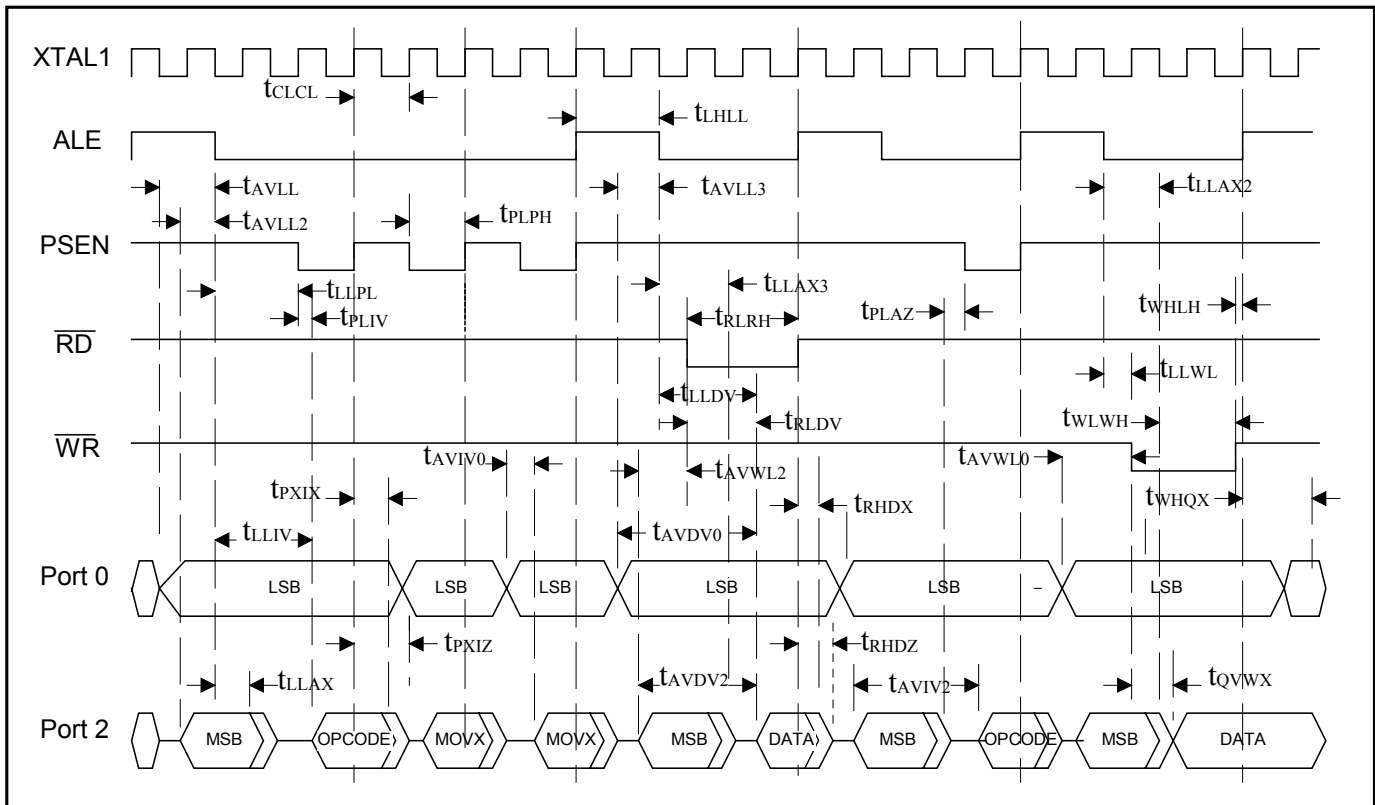 XTAL1
tCLCL
tLHLL
ALE
tAVLL
tAVLL3
tLLAX2
tAVLL2
tPLPH
PSEN
tLLPL
tLLAX3
tPLIV
tRLRH
tPLAZ
tWHLH
RD
tLLWL
tLLDV
tRLDV
tWLWH
WR
tAVIV0
tAVWL2
tAVWL0
tPXIX
tRHDX
tWHQX
tLLIV
tAVDV0
Port 0
LSB LSB LSB LSB LSB LSB
tPXIZ
tRHDZ
tLLAX
tAVDV2
tAVIV2
tQVWX
Port 2
MSB OPCODE MOVX MOVX MSB DATA MSB OPCODE MSB DATA